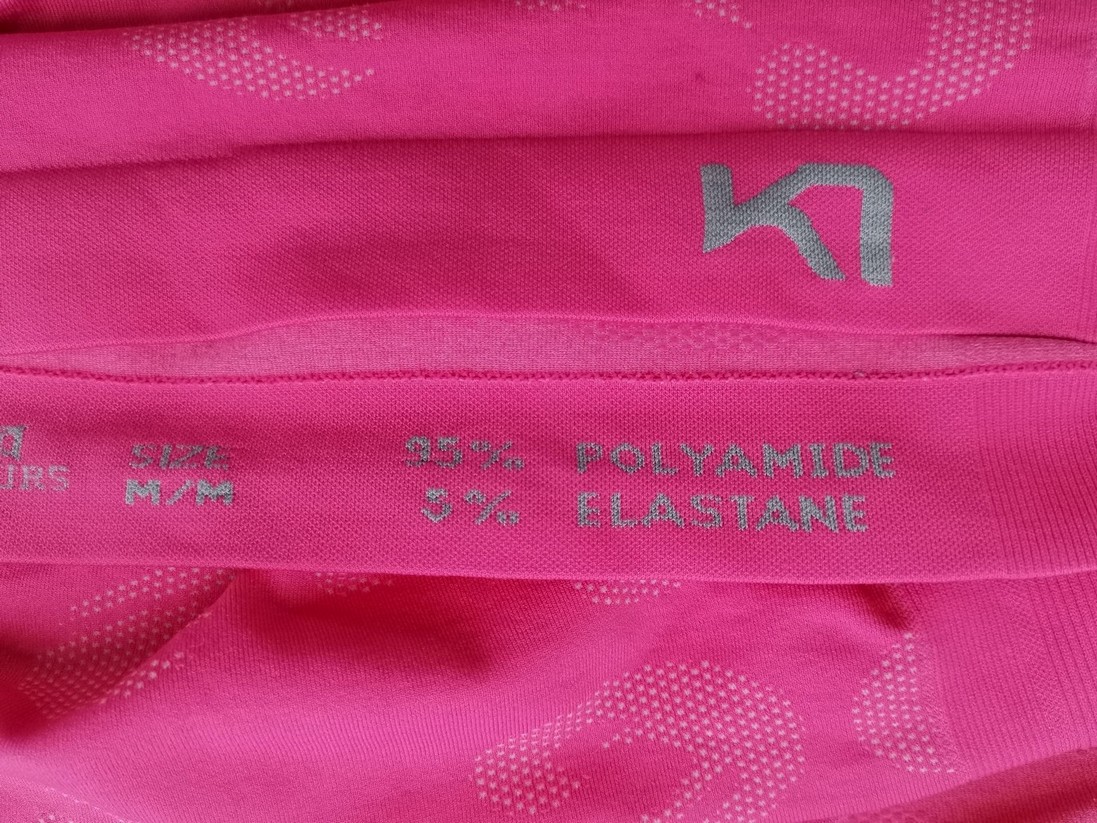 SIZE
M/M
95% POLYAMIDE
5% ELASTANE